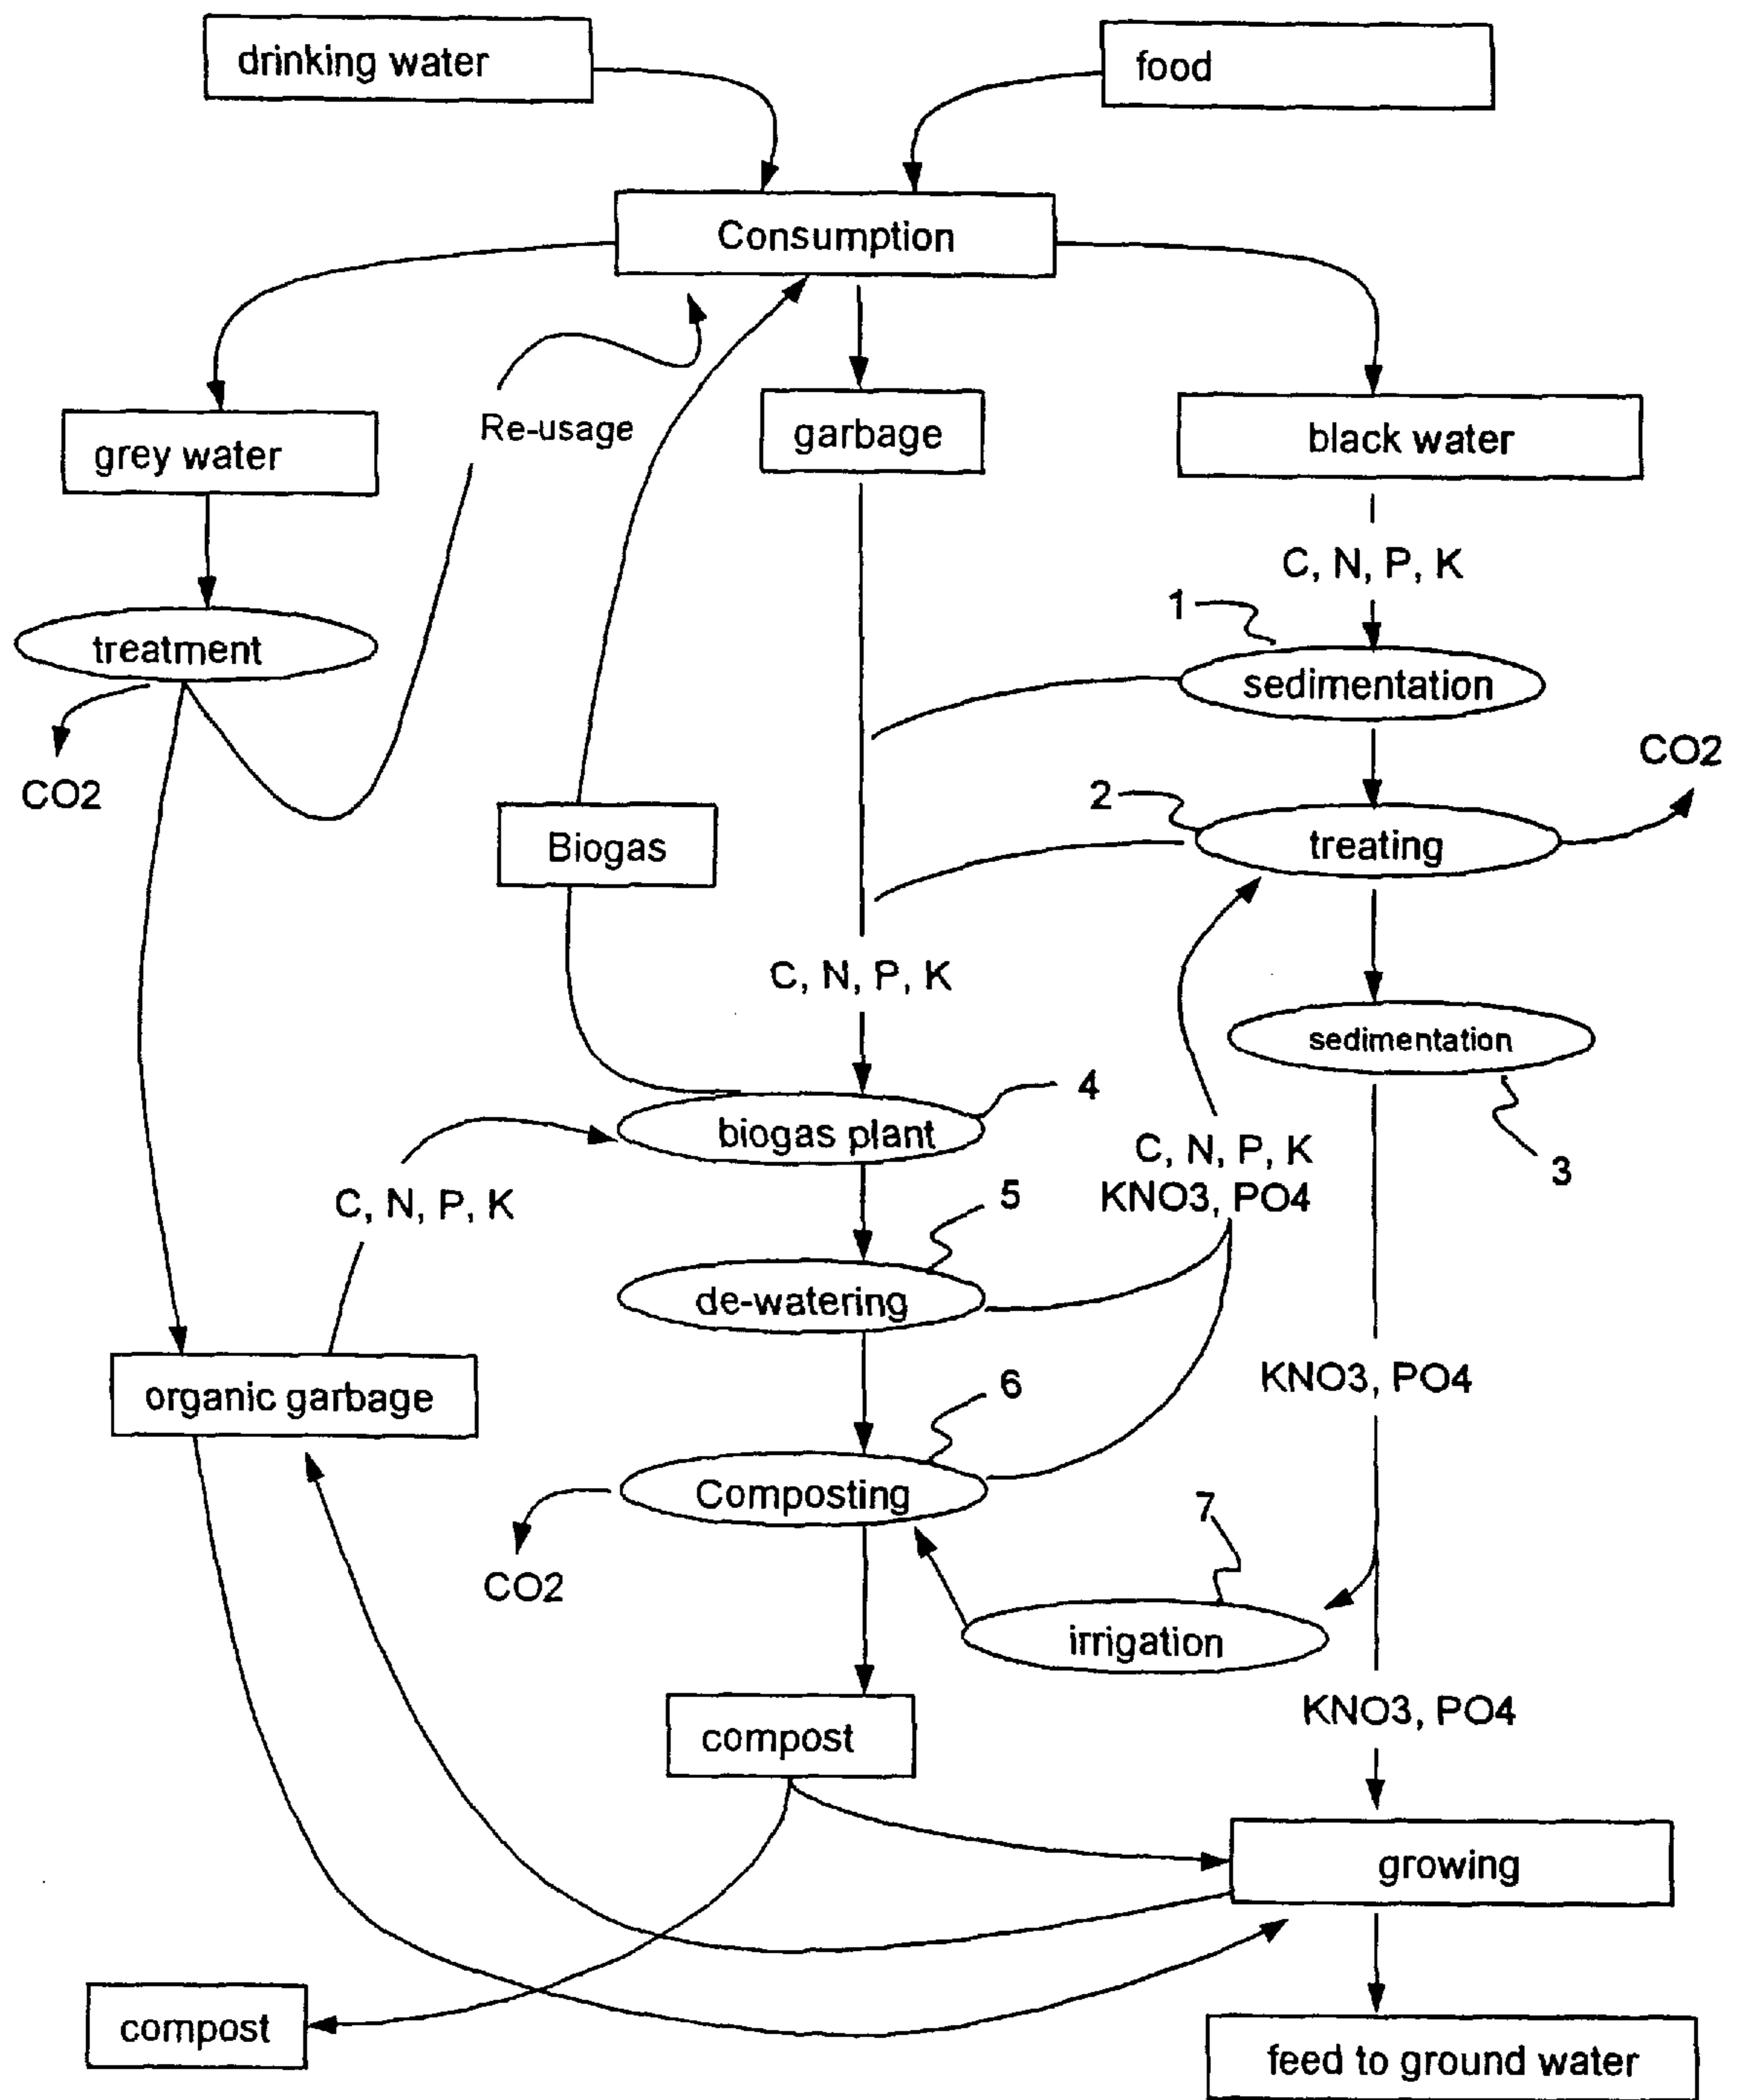 drinking water
food
Consumption
Re-usage
grey water
garbage
black water
C, N, P, K
1
treatment
sedimentation
CO2
CO2
2
Biogas
treating
C, N, P, K
sedimentation
4
biogas plant
C, N, P, K
KNO3, PO4
3
C, N, P, K
5
de-watering
KNO3, PO4
organic garbage
6
Composting
7
CO2
irrigation
KNO3, PO4
compost
growing
compost
feed to ground water